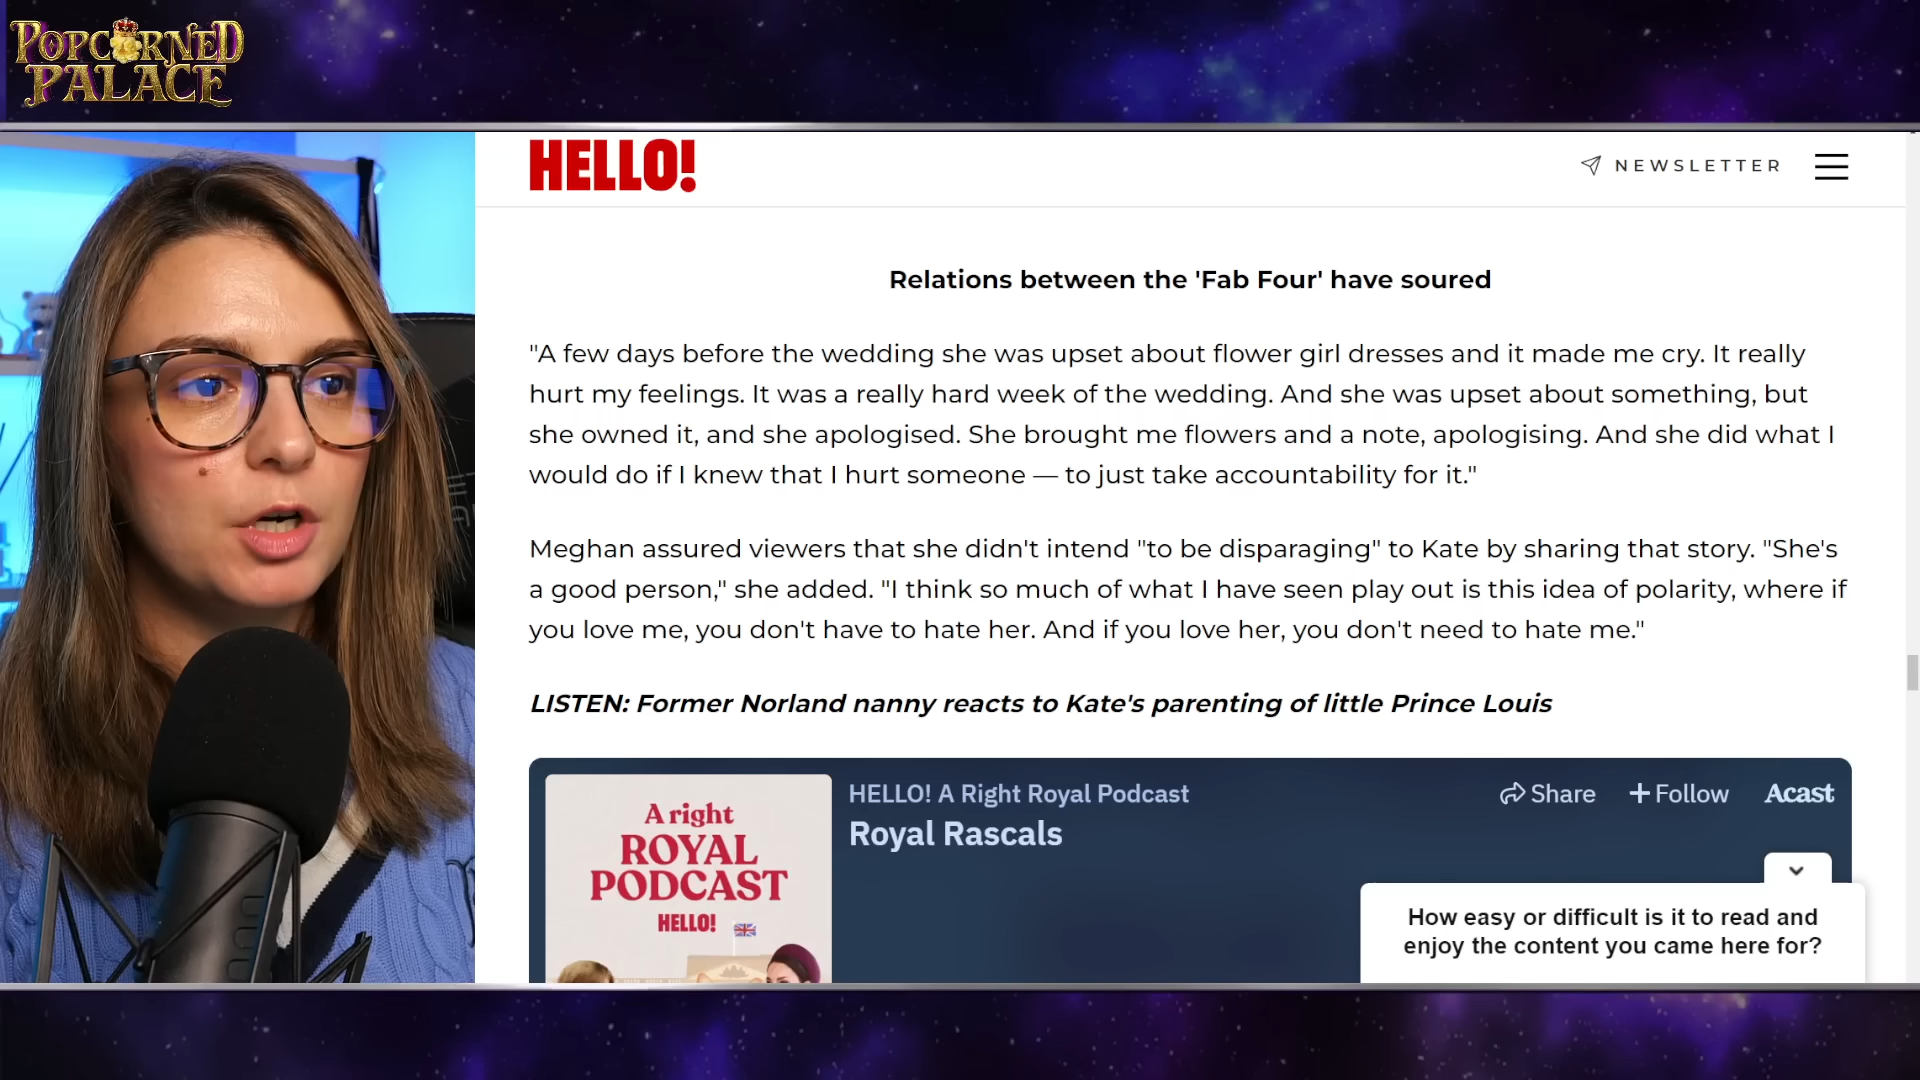 POPCORNED
PALACE
HELLO!
NEWSLETTER
Relations between the 'Fab Four' have soured
"A few days before the wedding she was upset about flower girl dresses and it made me cry. It really
hurt my feelings. It was a really hard week of the wedding. And she was upset about something, but
she owned it, and she apologised. She brought me flowers and a note, apologising. And she did what I
would do if I knew that I hurt someone — to just take accountability for it."
Meghan assured viewers that she didn't intend "to be disparaging" to Kate by sharing that story. "She's
a good person," she added. "I think so much of what I have seen play out is this idea of polarity, where if
you love me, you don't have to hate her. And if you love her, you don't need to hate me."
LISTEN: Former Norland nanny reacts to Kate's parenting of little Prince Louis
A right
ROYAL
PODCAST
HELLO!
HELLO! A Right Royal Podcast
Royal Rascals
Share
Follow
Acast
How easy or difficult is it to read and
enjoy the content you came here for?